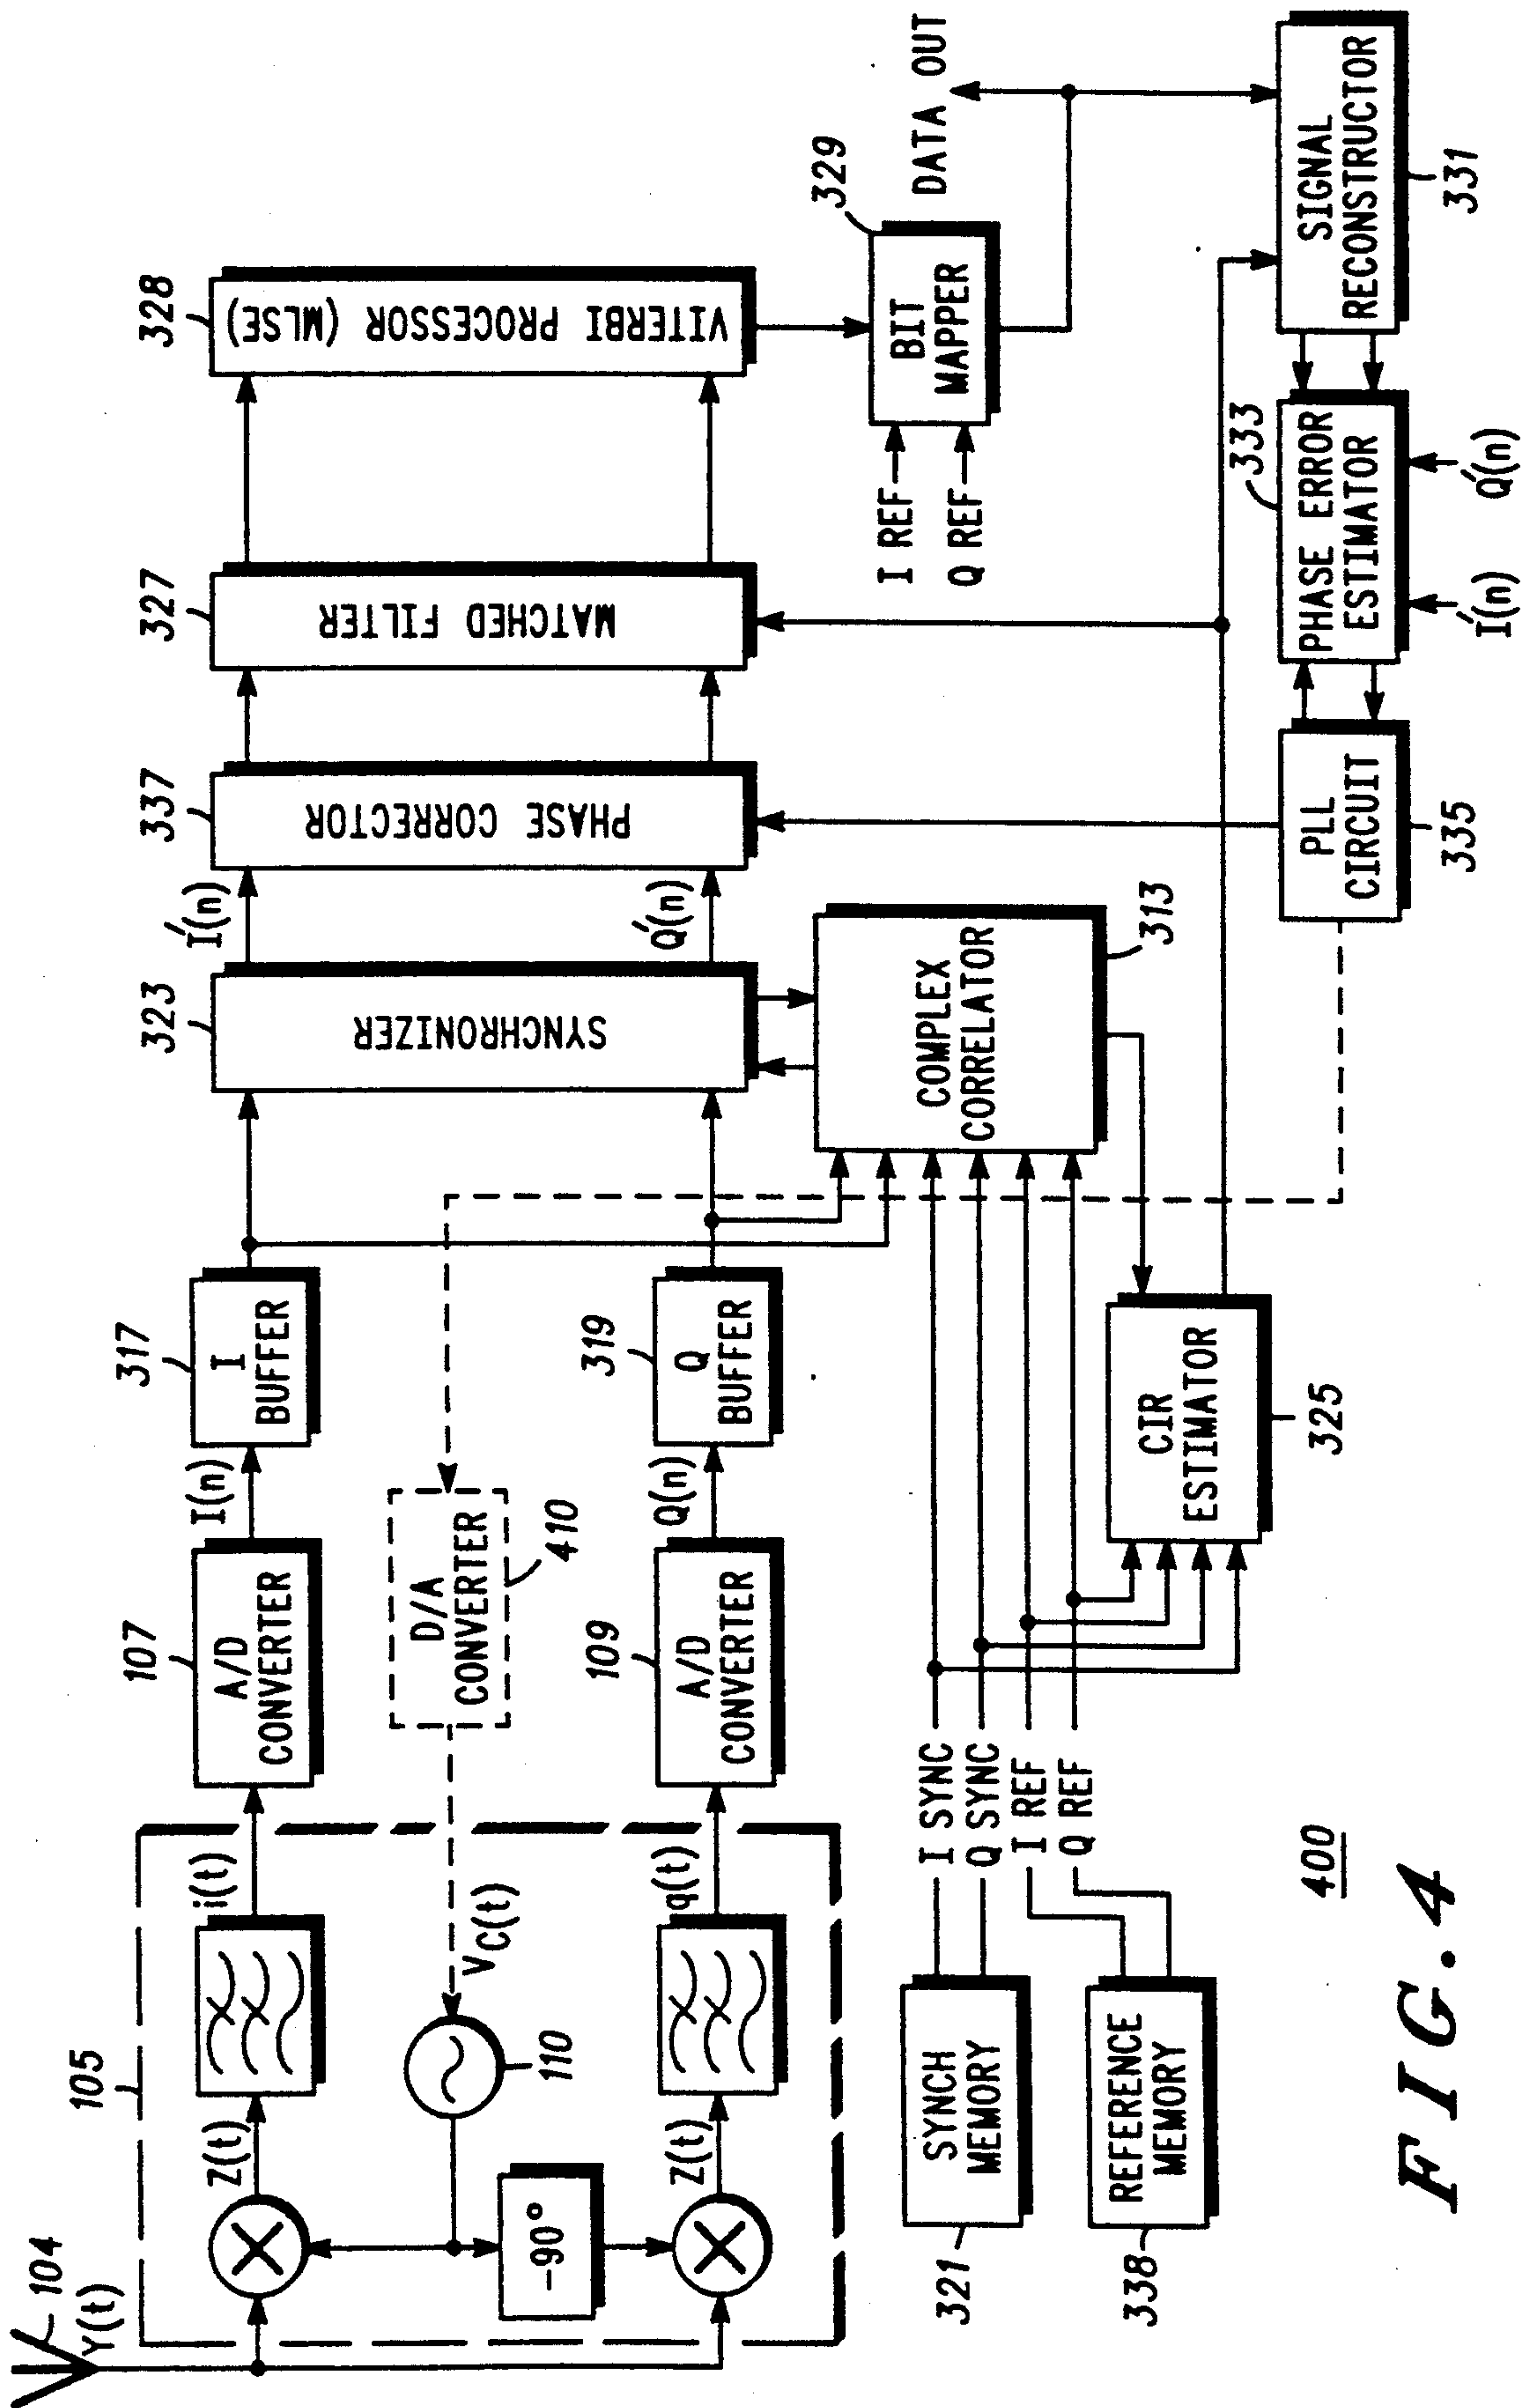 104
Y(t)
105
Z(t)
i(t)
107
A/D
CONVERTER
I(n)
317
I
BUFFER
323
SYNCHRONIZER
I'(n)
Q'(n)
337
PHASE CORRECTOR
327
MATCHED FILTER
328
VITERBI PROCESSOR (MLSE)
110
VC(t)
D/A
CONVERTER
410
-90°
Z(t)
q(t)
109
A/D
CONVERTER
Q(n)
319
Q
BUFFER
I REF
Q REF
329
BIT
MAPPER
DATA OUT
321
SYNCH
MEMORY
338
REFERENCE
MEMORY
I SYNC
Q SYNC
I REF
Q REF
COMPLEX
CORRELATOR
313
CIR
ESTIMATOR
325
PLL
CIRCUIT
335
333
PHASE ERROR
ESTIMATOR
I'(n)
Q'(n)
SIGNAL
RECONSTRUCTOR
331
400
FIG. 4